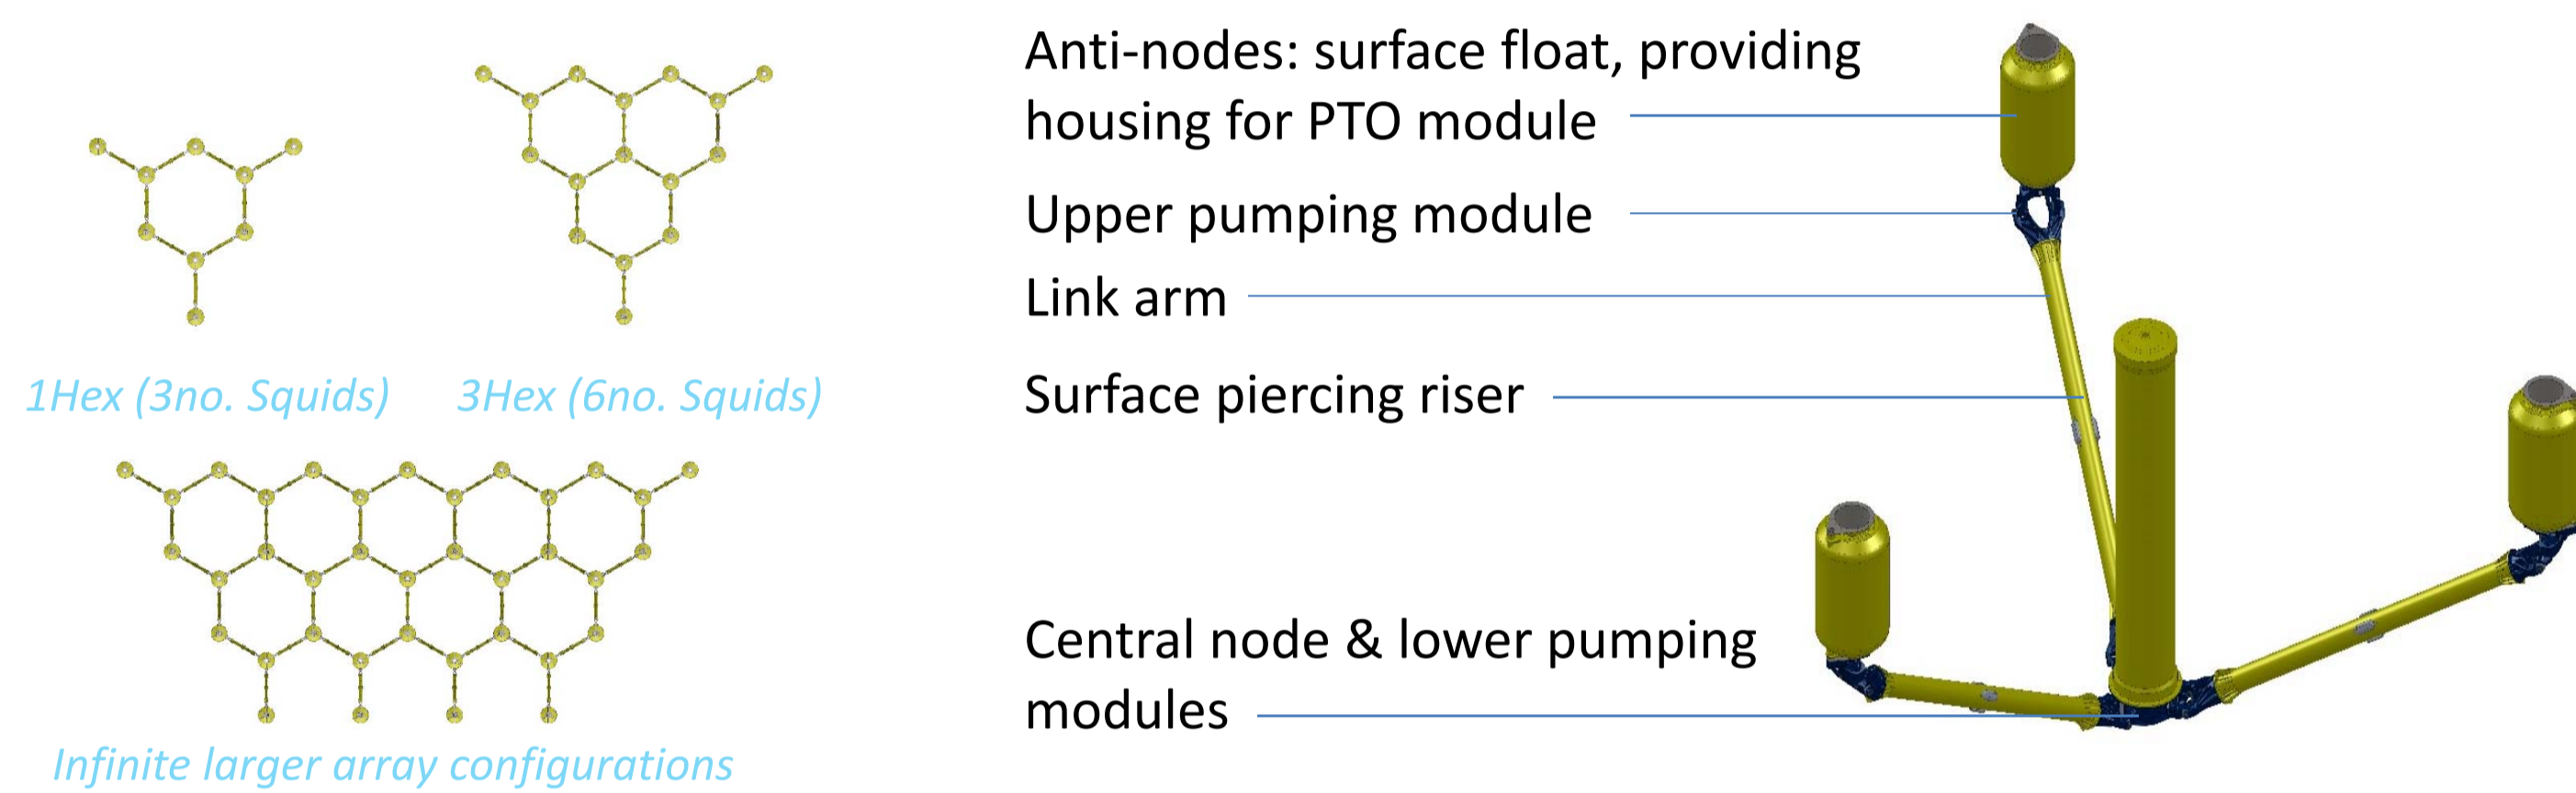 Anti-nodes: surface float, providing
housing for PTO module
Upper pumping module
Link arm
Surface piercing riser
Central node & lower pumping
modules
1Hex (3no. Squids)
3Hex (6no. Squids)
Infinite larger array configurations